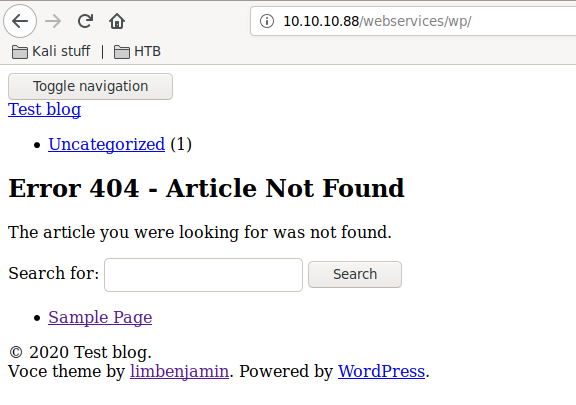 10.10.10.88/webservices/wp/
Kali stuff | HTB
Toggle navigation
Test blog
Uncategorized (1)
Error 404 - Article Not Found
The article you were looking for was not found.
Search for: Search
Sample Page
© 2020 Test blog.
Voce theme by limbenjamin. Powered by WordPress.